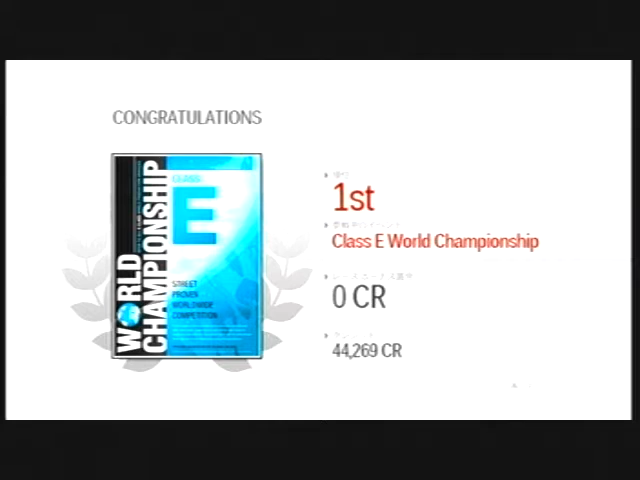 CONGRATULATIONS
WORLD
CHAMPIONSHIP
CLASS
E
STREET
PROVEN
WORLDWIDE
COMPETITION
1st
Class E World Championship
0 CR
44,269 CR